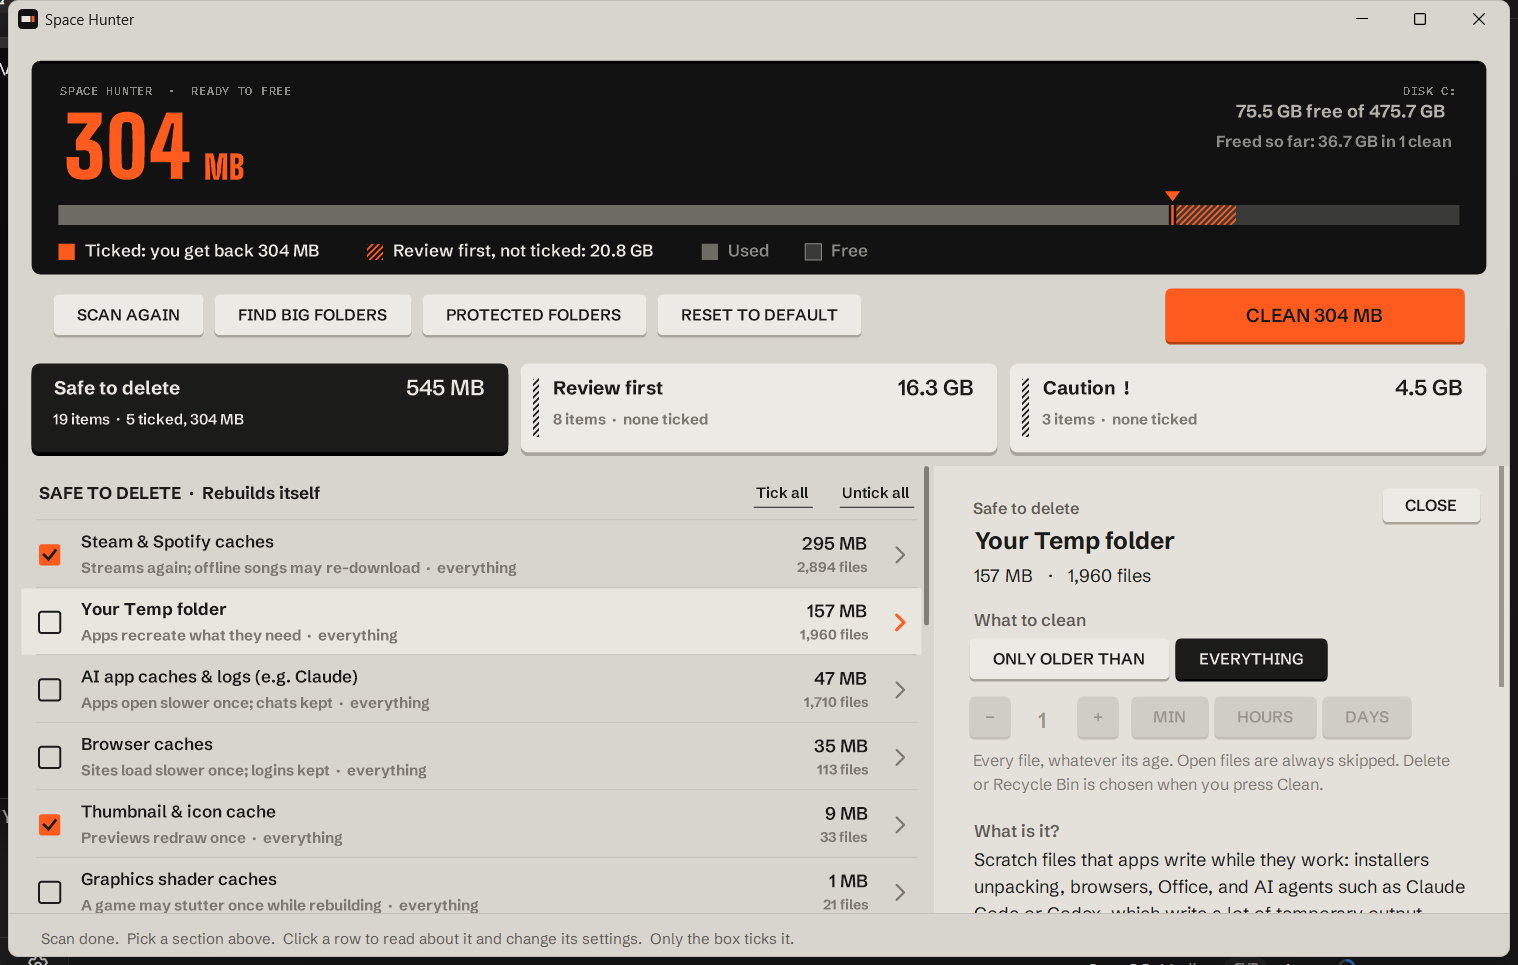 Space Hunter
SPACE HUNTER · READY TO FREE
DISK C:
304 MB
75.5 GB free of 475.7 GB
Freed so far: 36.7 GB in 1 clean
Ticked: you get back 304 MB
Review first, not ticked: 20.8 GB
Used
Free
SCAN AGAIN
FIND BIG FOLDERS
PROTECTED FOLDERS
RESET TO DEFAULT
CLEAN 304 MB
Safe to delete
545 MB
19 items · 5 ticked, 304 MB
Review first
16.3 GB
8 items · none ticked
Caution !
4.5 GB
3 items · none ticked
SAFE TO DELETE · Rebuilds itself
Tick all
Untick all
Steam & Spotify caches
295 MB
Streams again; offline songs may re-download · everything
2,894 files
Your Temp folder
157 MB
Apps recreate what they need · everything
1,960 files
AI app caches & logs (e.g. Claude)
47 MB
Apps open slower once; chats kept · everything
1,710 files
Browser caches
35 MB
Sites load slower once; logins kept · everything
113 files
Thumbnail & icon cache
9 MB
Previews redraw once · everything
33 files
Graphics shader caches
1 MB
A game may stutter once while rebuilding · everything
21 files
Safe to delete
CLOSE
Your Temp folder
157 MB · 1,960 files
What to clean
ONLY OLDER THAN
EVERYTHING
− 1 + MIN HOURS DAYS
Every file, whatever its age. Open files are always skipped. Delete
or Recycle Bin is chosen when you press Clean.
What is it?
Scratch files that apps write while they work: installers
unpacking, browsers, Office, and AI agents such as Claude
Code or Codex, which write a lot of temporary output
Scan done. Pick a section above. Click a row to read about it and change its settings. Only the box ticks it.